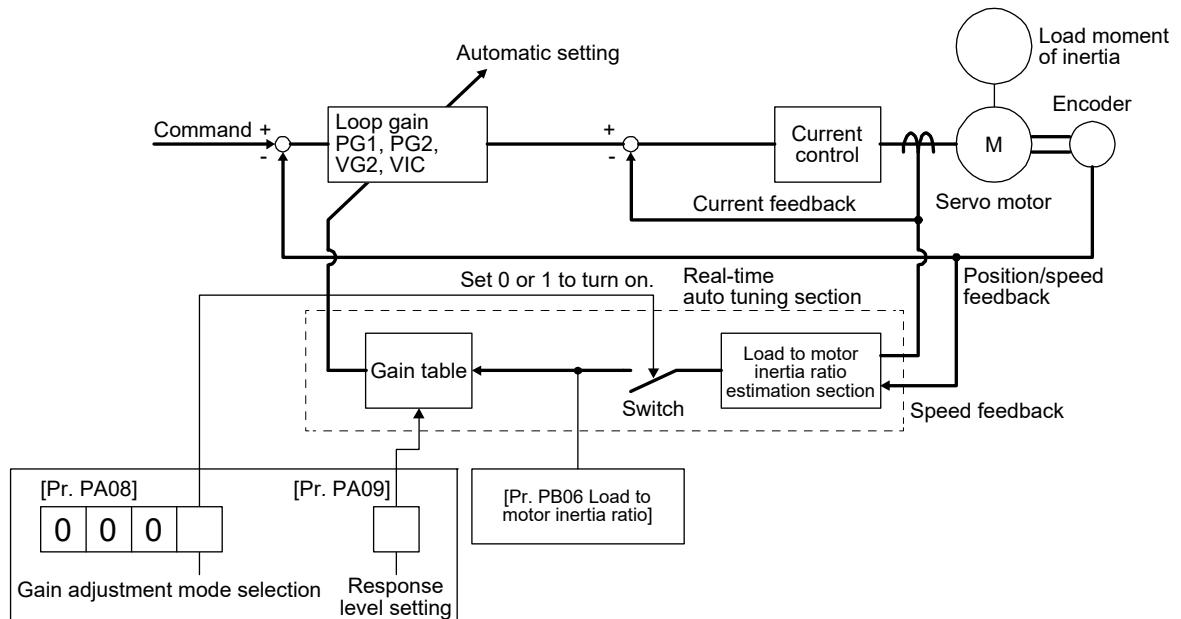 Automatic setting
Load moment
of inertia
Encoder
Command
+
-
Loop gain
PG1, PG2,
VG2, VIC
+
-
Current
control
M
Servo motor
Current feedback
Set 0 or 1 to turn on.
Real-time
auto tuning section
Position/speed
feedback
Gain table
Switch
Load to motor
inertia ratio
estimation section
Speed feedback
[Pr. PA08]
[Pr. PA09]
0 0 0
Gain adjustment mode selection
Response
level setting
[Pr. PB06 Load to
motor inertia ratio]